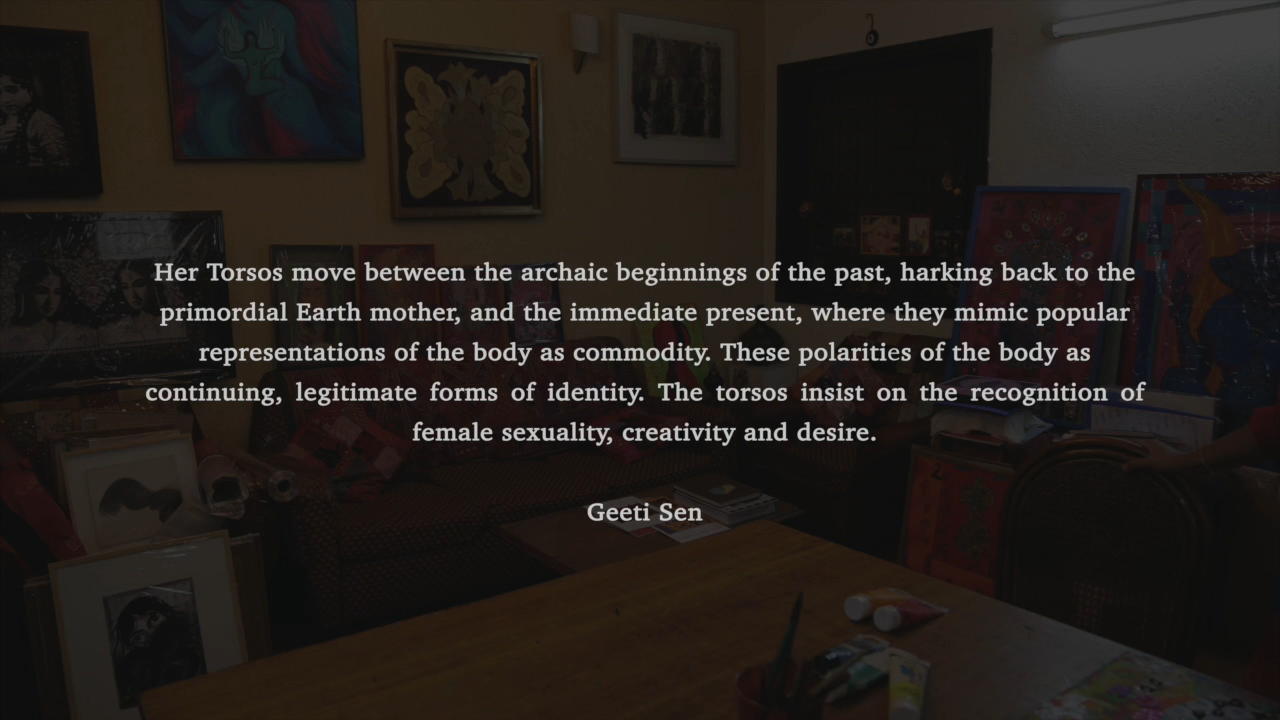 Her Torsos move between the archaic beginnings of the past, harking back to the
primordial Earth mother, and the immediate present, where they mimic popular
representations of the body as commodity. These polarities of the body as
continuing, legitimate forms of identity. The torsos insist on the recognition of
female sexuality, creativity and desire.
Geeti Sen